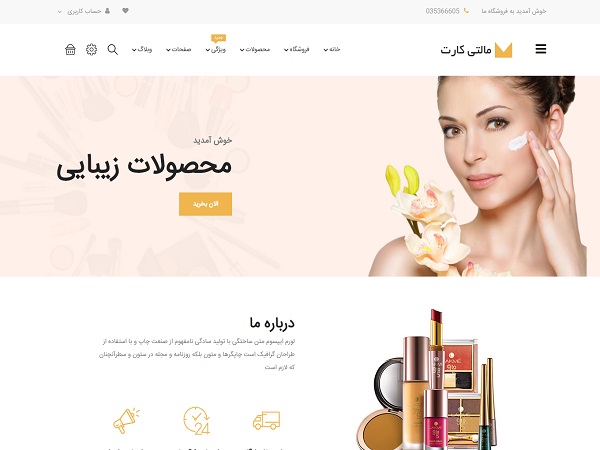 خوش آمدید به فروشگاه ما 035366605
حساب کاربری
مالتی کارت
جدید
خانه فروشگاه محصولات ویژگی صفحات وبلاگ
خوش آمدید
محصولات زیبایی
الان بخرید
درباره ما
لورم ایپسوم متن ساختگی با تولید سادگی نامفهوم از صنعت چاپ و با استفاده از
طراحان گرافیک است چاپگرها و متون بلکه روزنامه و مجله در ستون و سطرآنچنان
که لازم است
24